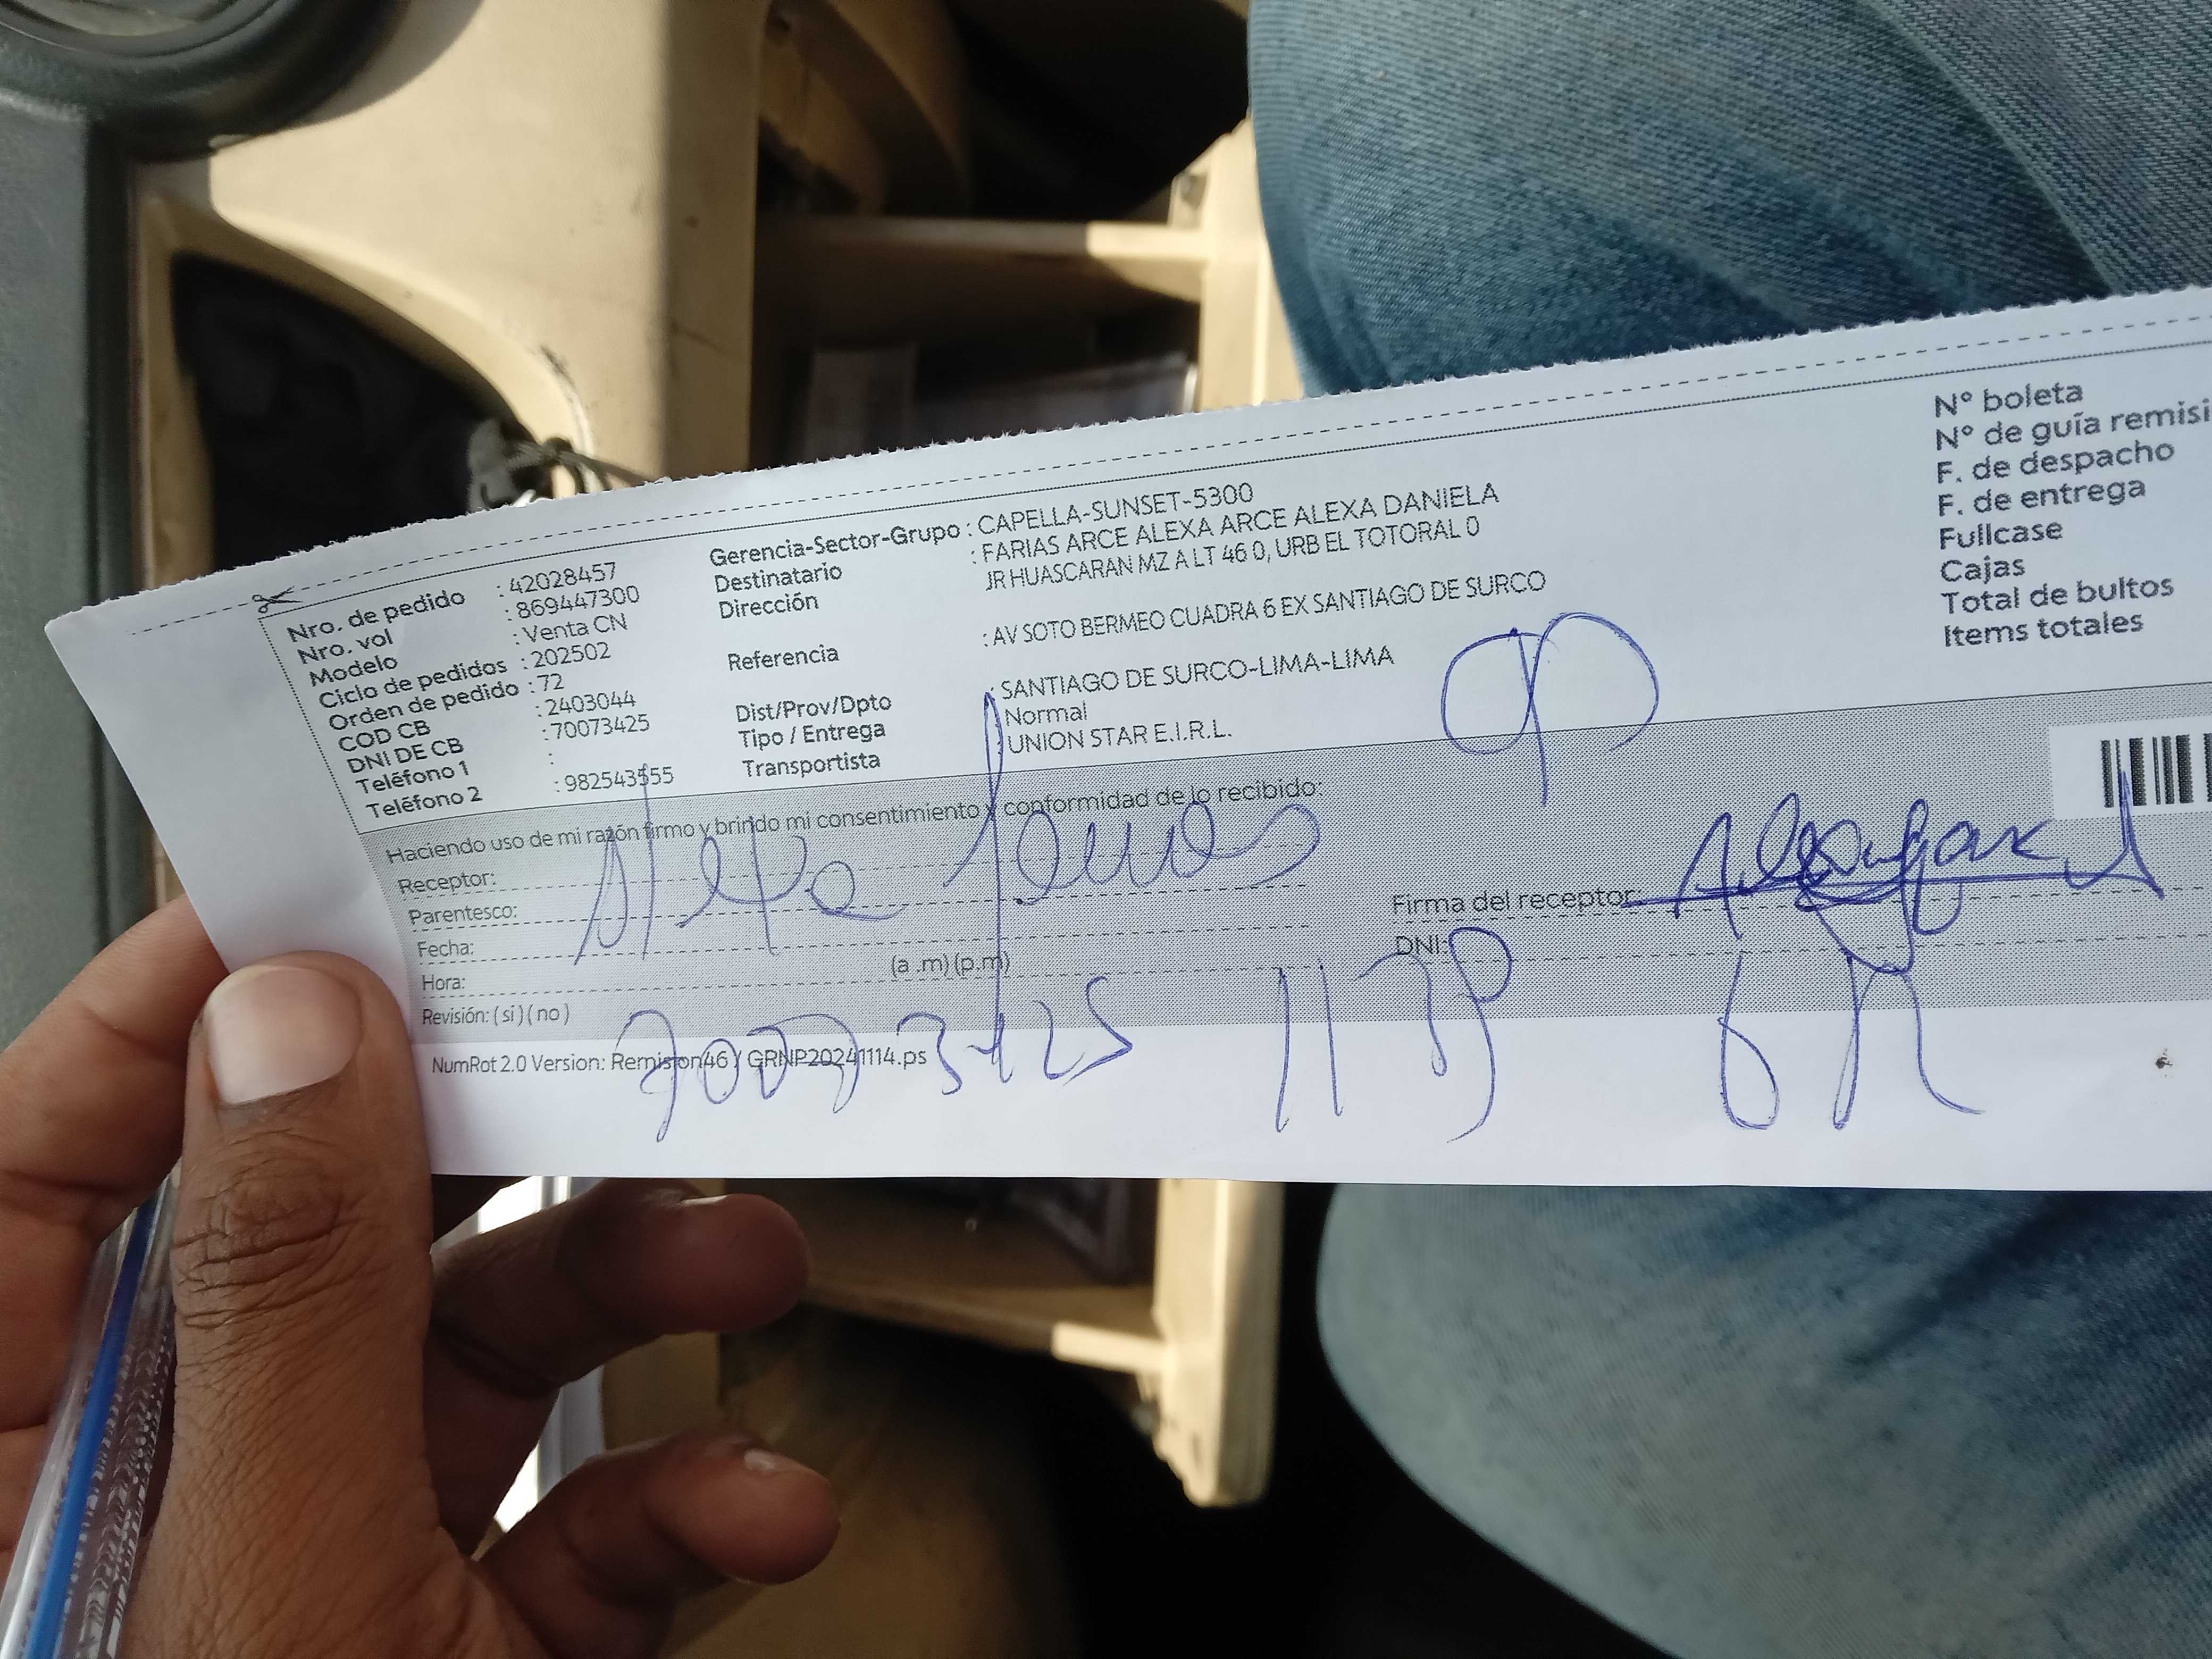 Nro. de pedido : 42028457
Nro. vol : 869447300
Modelo : Venta CN
Ciclo de pedidos : 202502
Orden de pedido : 72
COD CB : 2403044
DNI DE CB : 70073425
Teléfono 1 :
Teléfono 2 : 982543555
Gerencia-Sector-Grupo : CAPELLA-SUNSET-5300
Destinatario : FARIAS ARCE ALEXA ARCE ALEXA DANIELA
Dirección JR HUASCARAN MZ A LT 46 0, URB EL TOTORAL 0
Referencia : AV SOTO BERMEO CUADRA 6 EX SANTIAGO DE SURCO
Dist/Prov/Dpto : SANTIAGO DE SURCO-LIMA-LIMA
Tipo / Entrega Normal
Transportista UNION STAR E.I.R.L.
N° boleta
N° de guía remisi
F. de despacho
F. de entrega
Fullcase
Cajas
Total de bultos
Items totales
Haciendo uso de mi razón firmo y brindo mi consentimiento y conformidad de lo recibido:
Receptor:
Parentesco:
Alexa
Fecha:
Hora: (a .m) (p.m)
Revisión: ( si ) ( no )
Firma del receptor:
DNI:
NumRot 2.0 Version: Remision46 / GRNP20241114.ps
70073425